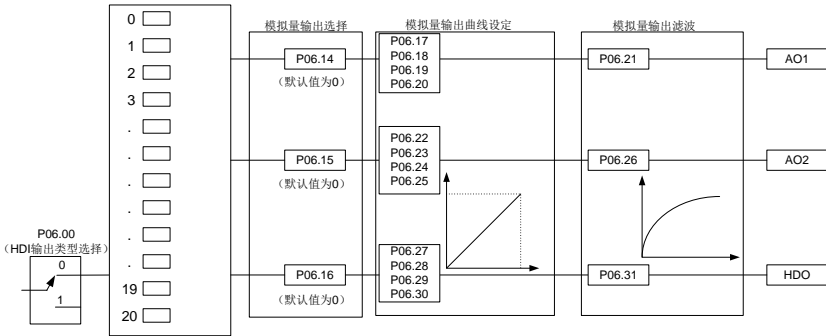 0
1
2
3
.
.
.
.
.
.
19
20
P06.00
（HDI输出类型选择）
0
1
模拟量输出选择
P06.14
（默认值为0）
P06.15
（默认值为0）
P06.16
（默认值为0）
模拟量输出曲线设定
P06.17
P06.18
P06.19
P06.20
P06.22
P06.23
P06.24
P06.25
P06.27
P06.28
P06.29
P06.30
模拟量输出滤波
P06.21
P06.26
P06.31
AO1
AO2
HDO